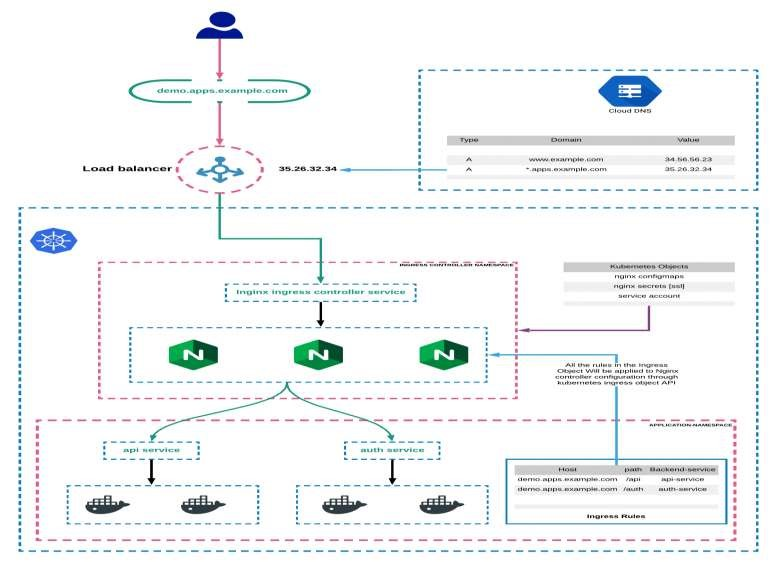 demo.apps.example.com
Cloud DNS
Type Domain Value
A www.example.com 34.56.56.23
A *.apps.example.com 35.26.32.34
Load balancer 35.26.32.34
INGRESS CONTROLLER NAMESPACE
Inginx ingress controller service
Kubernetes Objects
nginx configmaps
nginx secrets [ssl]
service account
N N N
All the rules in the Ingress
Object Will be applied to Nginx
controller configuration through
kubernetes ingress object API
APPLICATION NAMESPACE
api service
auth service
Host path Backend-service
demo.apps.example.com /api api-service
demo.apps.example.com /auth auth-service
Ingress Rules